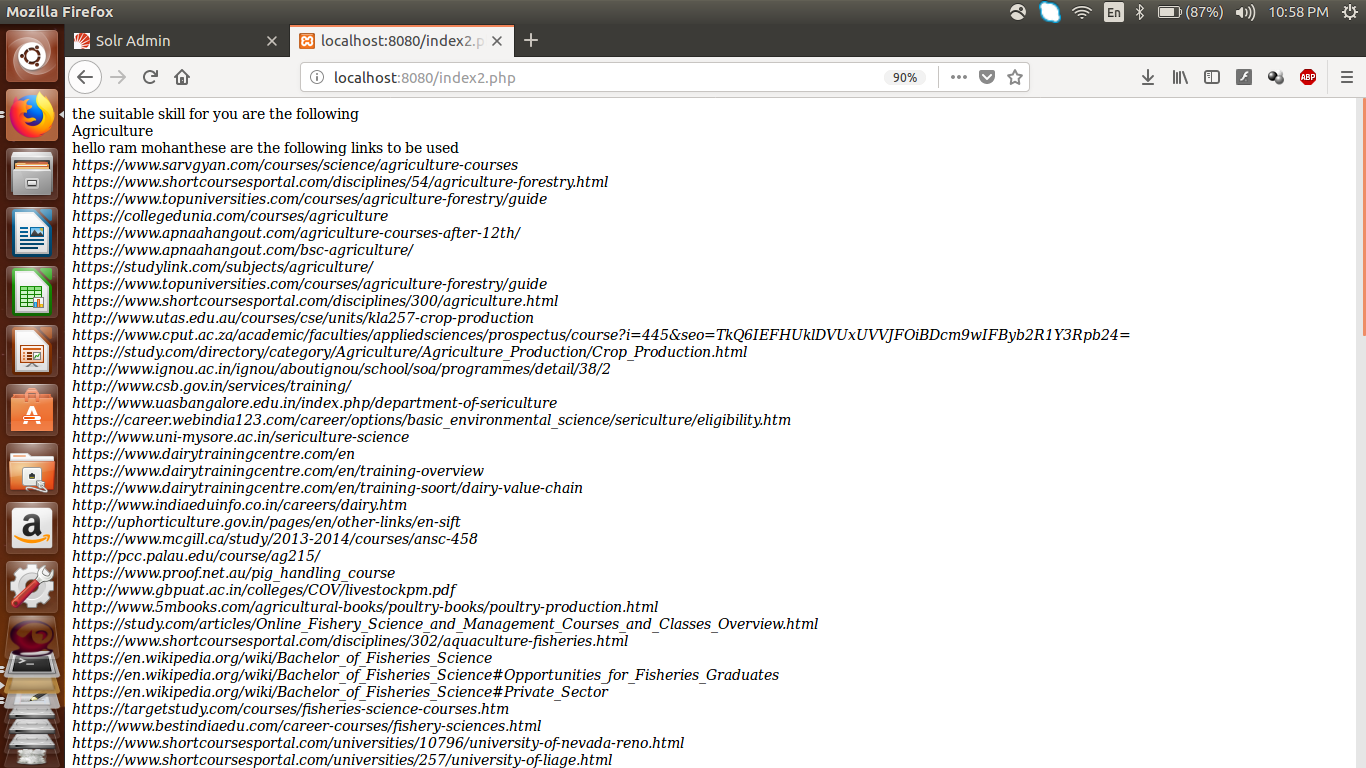 Mozilla Firefox
En
(87%)
10:58 PM
Solr Admin
localhost:8080/index2.p
localhost:8080/index2.php
90%
ABP
the suitable skill for you are the following
Agriculture
hello ram mohanthese are the following links to be used
https://www.sarvgyan.com/courses/science/agriculture-courses
https://www.shortcoursesportal.com/disciplines/54/agriculture-forestry.html
https://www.topuniversities.com/courses/agriculture-forestry/guide
https://collegedunia.com/courses/agriculture
https://www.apnaahangout.com/agriculture-courses-after-12th/
https://www.apnaahangout.com/bsc-agriculture/
https://studylink.com/subjects/agriculture/
https://www.topuniversities.com/courses/agriculture-forestry/guide
https://www.shortcoursesportal.com/disciplines/300/agriculture.html
http://www.utas.edu.au/courses/cse/units/kla257-crop-production
https://www.cput.ac.za/academic/faculties/appliedsciences/prospectus/course?i=445&seo=TkQ6IEFHUklDVUxUVVJFOiBDcm9wIFByb2R1Y3Rpb24=
https://study.com/directory/category/Agriculture/Agriculture_Production/Crop_Production.html
http://www.ignou.ac.in/ignou/aboutignou/school/soa/programmes/detail/38/2
http://www.csb.gov.in/services/training/
http://www.uasbangalore.edu.in/index.php/department-of-sericulture
https://career.webindia123.com/career/options/basic_environmental_science/sericulture/eligibility.htm
http://www.uni-mysore.ac.in/sericulture-science
https://www.dairytrainingcentre.com/en
https://www.dairytrainingcentre.com/en/training-overview
https://www.dairytrainingcentre.com/en/training-soort/dairy-value-chain
http://www.indiaeduinfo.co.in/careers/dairy.htm
http://uphorticulture.gov.in/pages/en/other-links/en-sift
https://www.mcgill.ca/study/2013-2014/courses/ansc-458
http://pcc.palau.edu/course/ag215/
https://www.proof.net.au/pig_handling_course
http://www.gbpuat.ac.in/colleges/COV/livestockpm.pdf
http://www.5mbooks.com/agricultural-books/poultry-books/poultry-production.html
https://study.com/articles/Online_Fishery_Science_and_Management_Courses_and_Classes_Overview.html
https://www.shortcoursesportal.com/disciplines/302/aquaculture-fisheries.html
https://en.wikipedia.org/wiki/Bachelor_of_Fisheries_Science
https://en.wikipedia.org/wiki/Bachelor_of_Fisheries_Science#Opportunities_for_Fisheries_Graduates
https://en.wikipedia.org/wiki/Bachelor_of_Fisheries_Science#Private_Sector
https://targetstudy.com/courses/fisheries-science-courses.htm
http://www.bestindiaedu.com/career-courses/fishery-sciences.html
https://www.shortcoursesportal.com/universities/10796/university-of-nevada-reno.html
https://www.shortcoursesportal.com/universities/257/university-of-liage.html